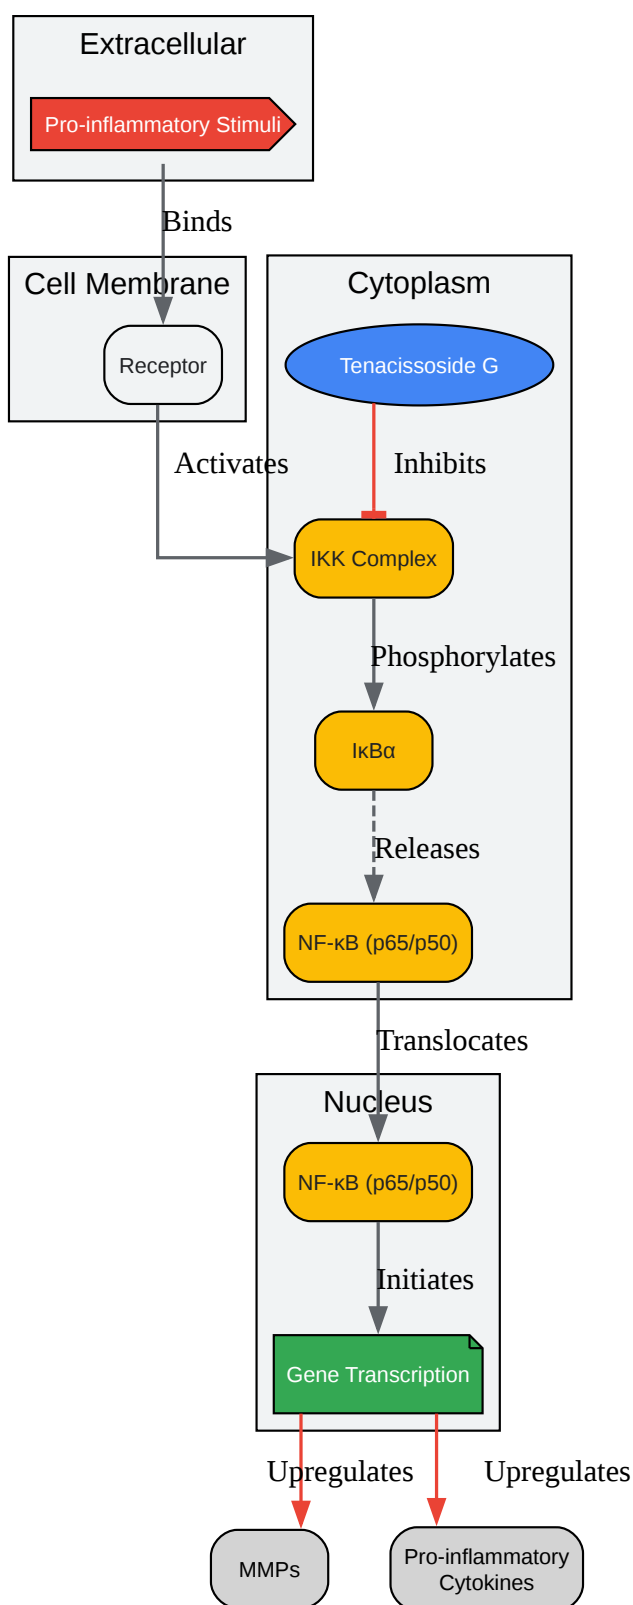 Extracellular
Pro-inflammatory Stimuli
Binds
Cell Membrane
Receptor
Cytoplasm
Tenacissoside G
Activates
Inhibits
IKK Complex
Phosphorylates
IκBα
Releases
NF-κB (p65/p50)
Translocates
Nucleus
NF-κB (p65/p50)
Initiates
Gene Transcription
Upregulates
Upregulates
MMPs
Pro-inflammatory
Cytokines